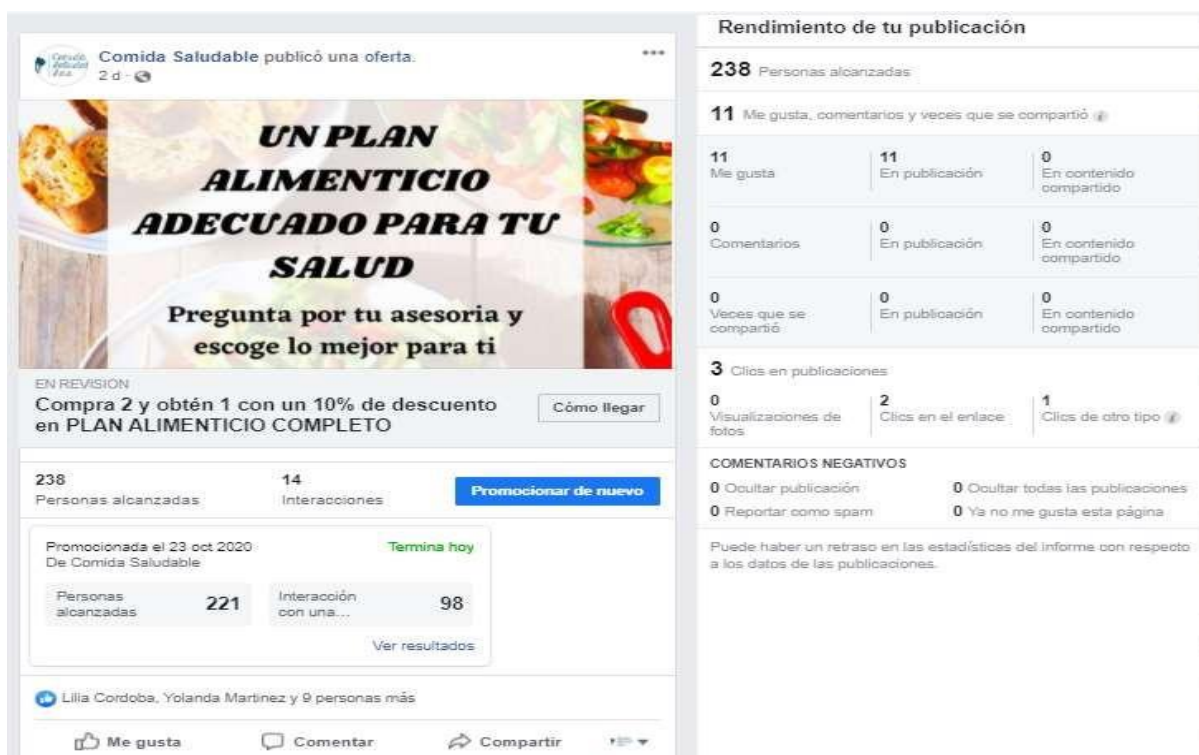 Comida Saludable publicó una oferta.
2 d
UN PLAN
ALIMENTICIO
ADECUADO PARA TU
SALUD
Pregunta por tu asesoria y
escoge lo mejor para ti
EN REVISION
Compra 2 y obtén 1 con un 10% de descuento
en PLAN ALIMENTICIO COMPLETO
Cómo llegar
238
Personas alcanzadas
14
Interacciones
Promocionar de nuevo
Promocionada el 23 oct 2020
De Comida Saludable
Termina hoy
Personas
alcanzadas
221
Interacción
con una...
98
Ver resultados
Lilia Cordoba, Yolanda Martinez y 9 personas más
Me gusta
Comentar
Compartir
Rendimiento de tu publicación
238 Personas alcanzadas
11 Me gusta, comentarios y veces que se compartió
11
Me gusta
11
En publicación
0
En contenido
compartido
0
Comentarios
0
En publicación
0
En contenido
compartido
0
Veces que se
compartió
0
En publicación
0
En contenido
compartido
3 Clics en publicaciones
0
Visualizaciones de
fotos
2
Clics en el enlace
1
Clics de otro tipo
COMENTARIOS NEGATIVOS
0 Ocultar publicación
0 Ocultar todas las publicaciones
0 Reportar como spam
0 Ya no me gusta esta página
Puede haber un retraso en las estadísticas del informe con respecto
a los datos de las publicaciones.